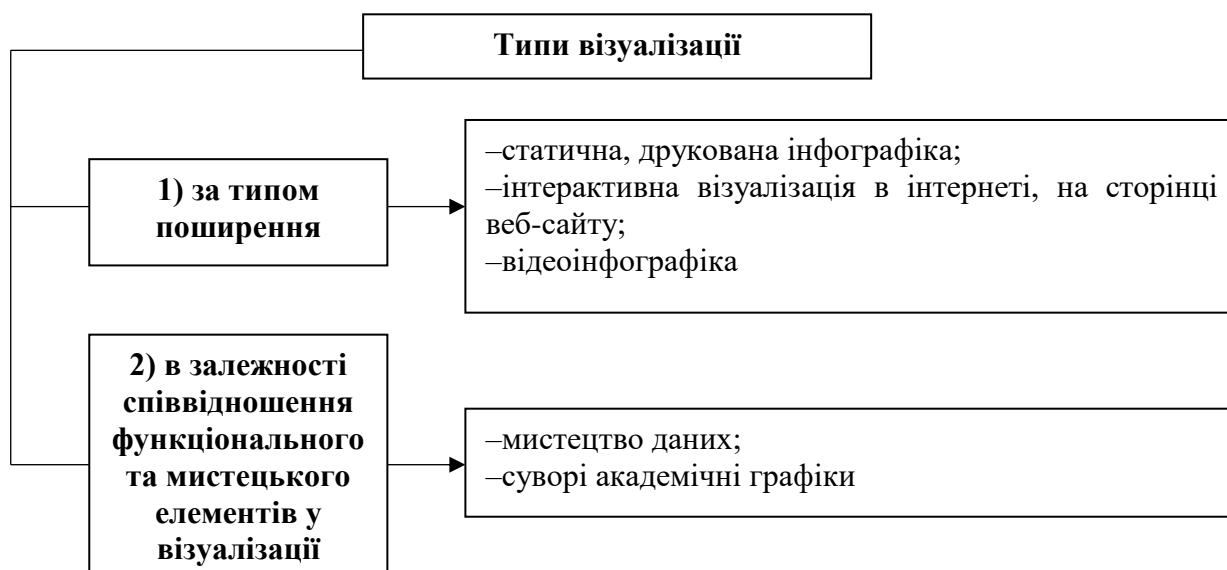 Типи візуалізації
1) за типом
поширення
–статична, друкована інфографіка;
–інтерактивна візуалізація в інтернеті, на сторінці
веб-сайту;
–відеоінфографіка
2) в залежності
співвідношення
функціонального
та мистецького
елементів у
візуалізації
–мистецтво даних;
–суворі академічні графіки